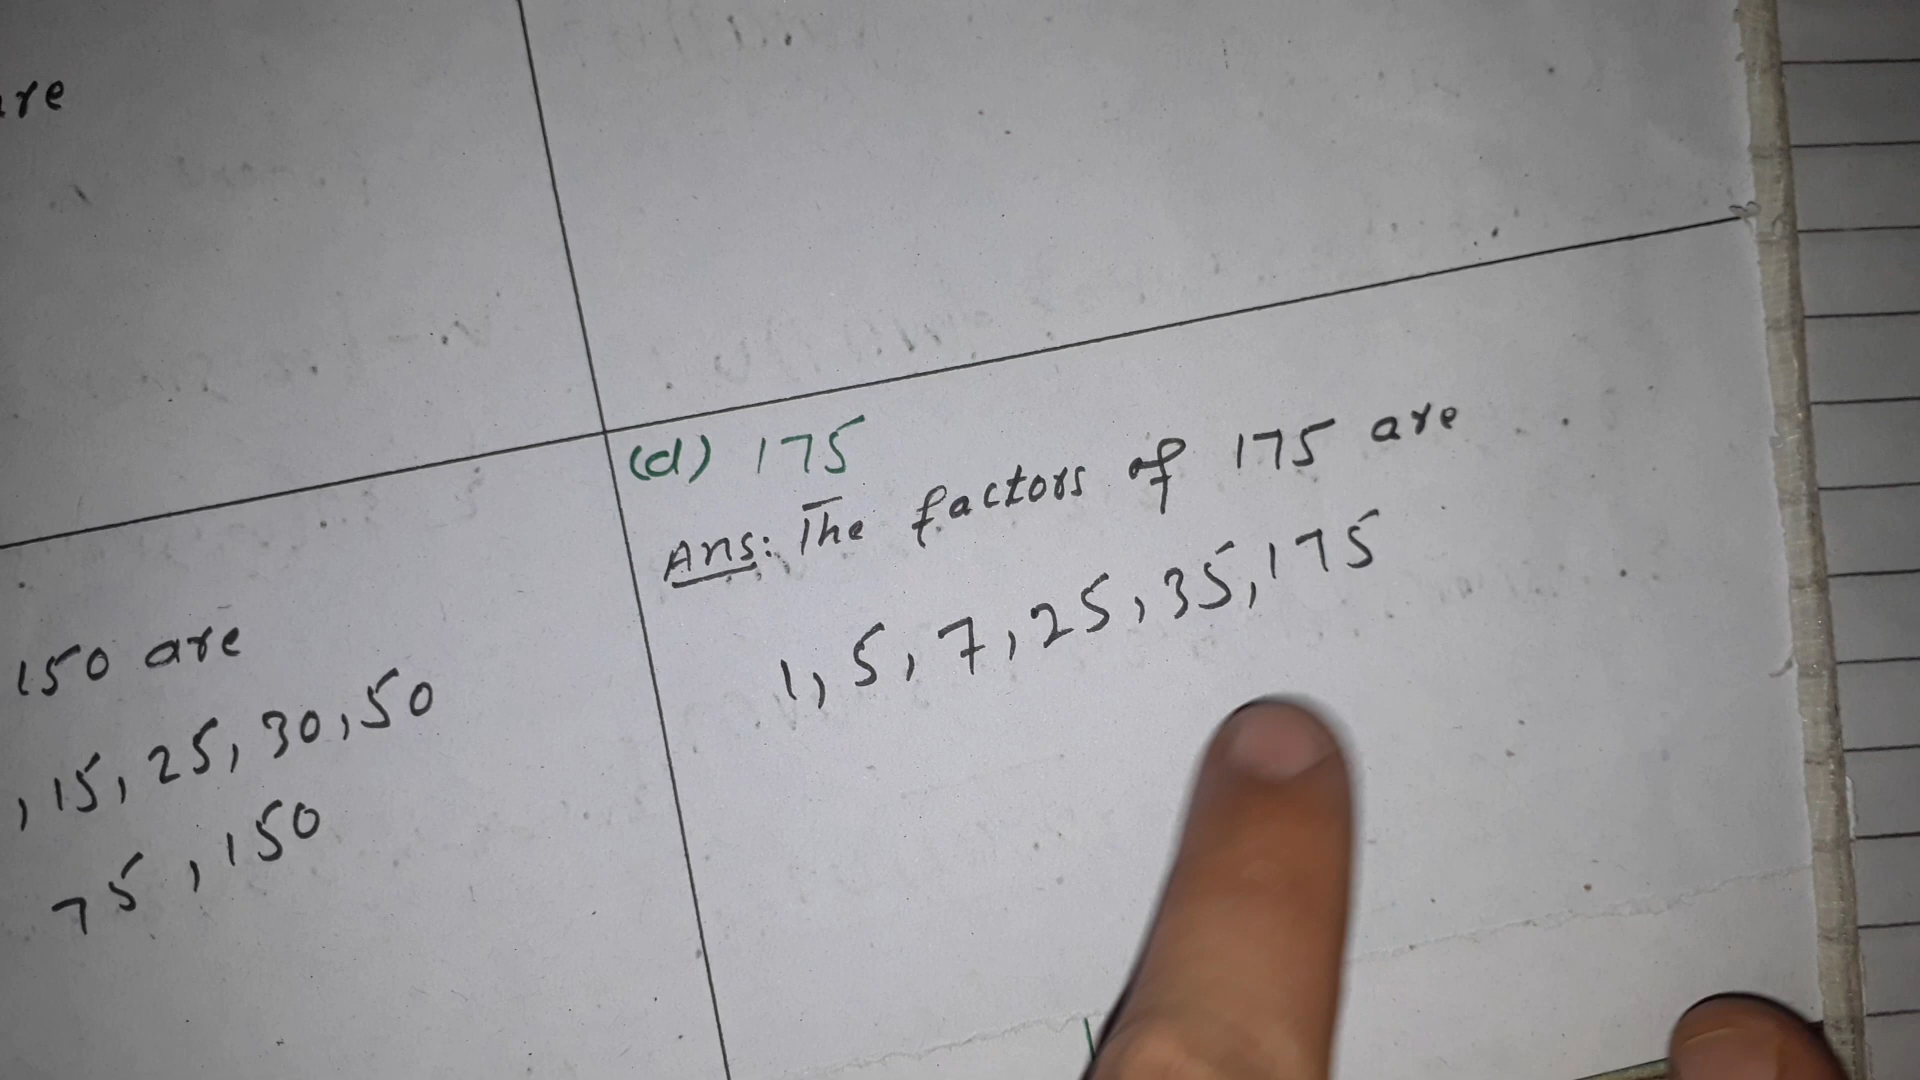 are
150 are
, 15, 25, 30, 50
75, 150
(d) 175
Ans: The factors of 175 are
1, 5, 7, 25, 35, 175